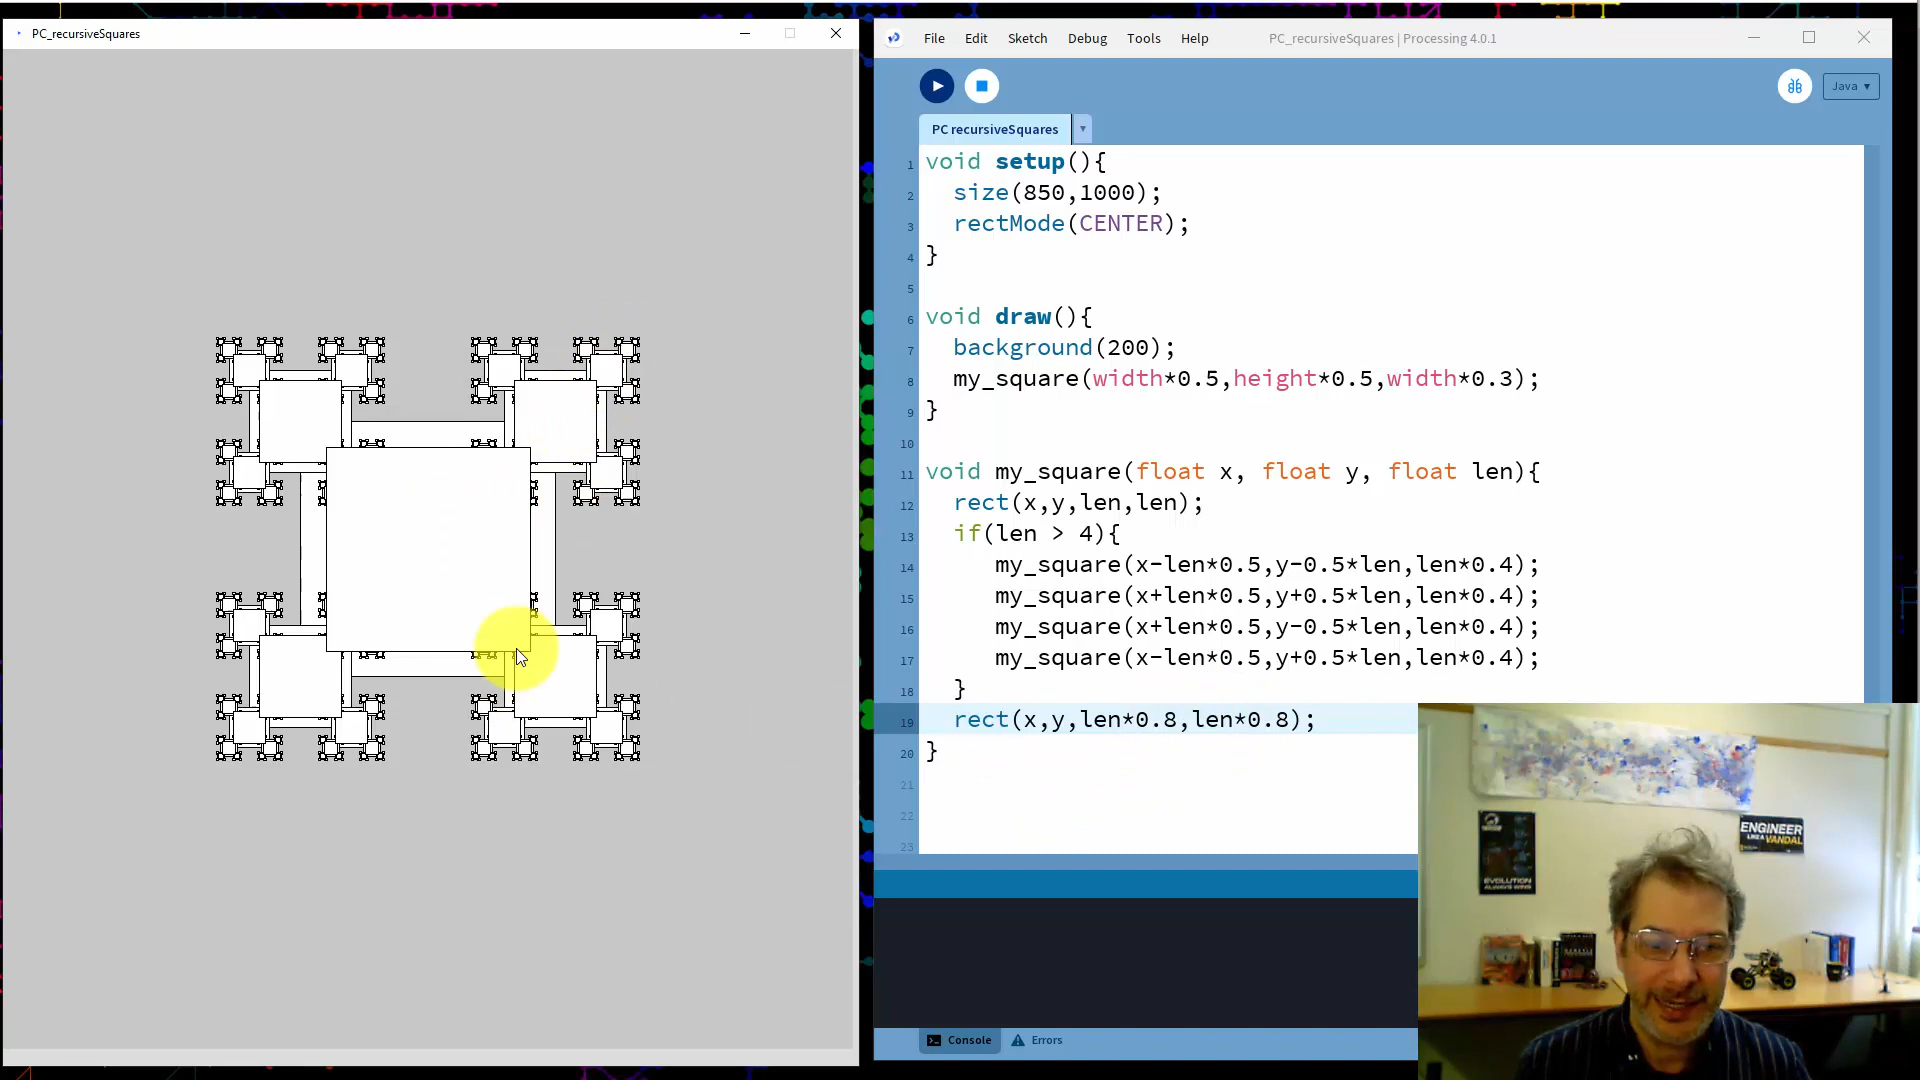 PC_recursiveSquares
File Edit Sketch Debug Tools Help PC_recursiveSquares | Processing 4.0.1
Java ▾
PC recursiveSquares ▾
1 void setup(){
2 size(850,1000);
3 rectMode(CENTER);
4 }
5
6 void draw(){
7 background(200);
8 my_square(width*0.5,height*0.5,width*0.3);
9 }
10
11 void my_square(float x, float y, float len){
12 rect(x,y,len,len);
13 if(len > 4){
14 my_square(x-len*0.5,y-0.5*len,len*0.4);
15 my_square(x+len*0.5,y+0.5*len,len*0.4);
16 my_square(x+len*0.5,y-0.5*len,len*0.4);
17 my_square(x-len*0.5,y+0.5*len,len*0.4);
18 }
19 rect(x,y,len*0.8,len*0.8);
20 }
21
22
23
ENGINEER
LIKE A VANDAL
EVOLUTION
ALWAYS WINS
Console Errors